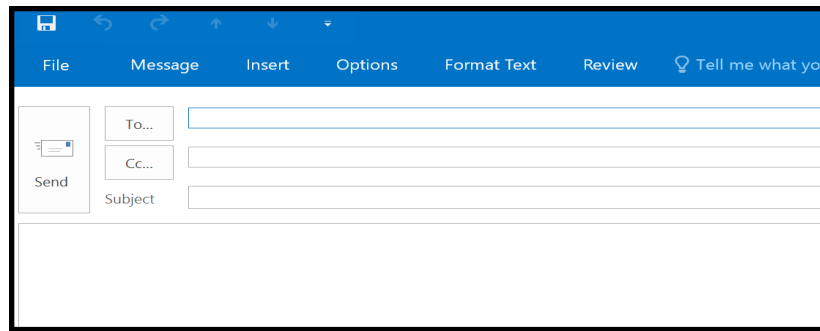 File Message Insert Options Format Text Review Tell me what yo
To...
Cc...
Send
Subject